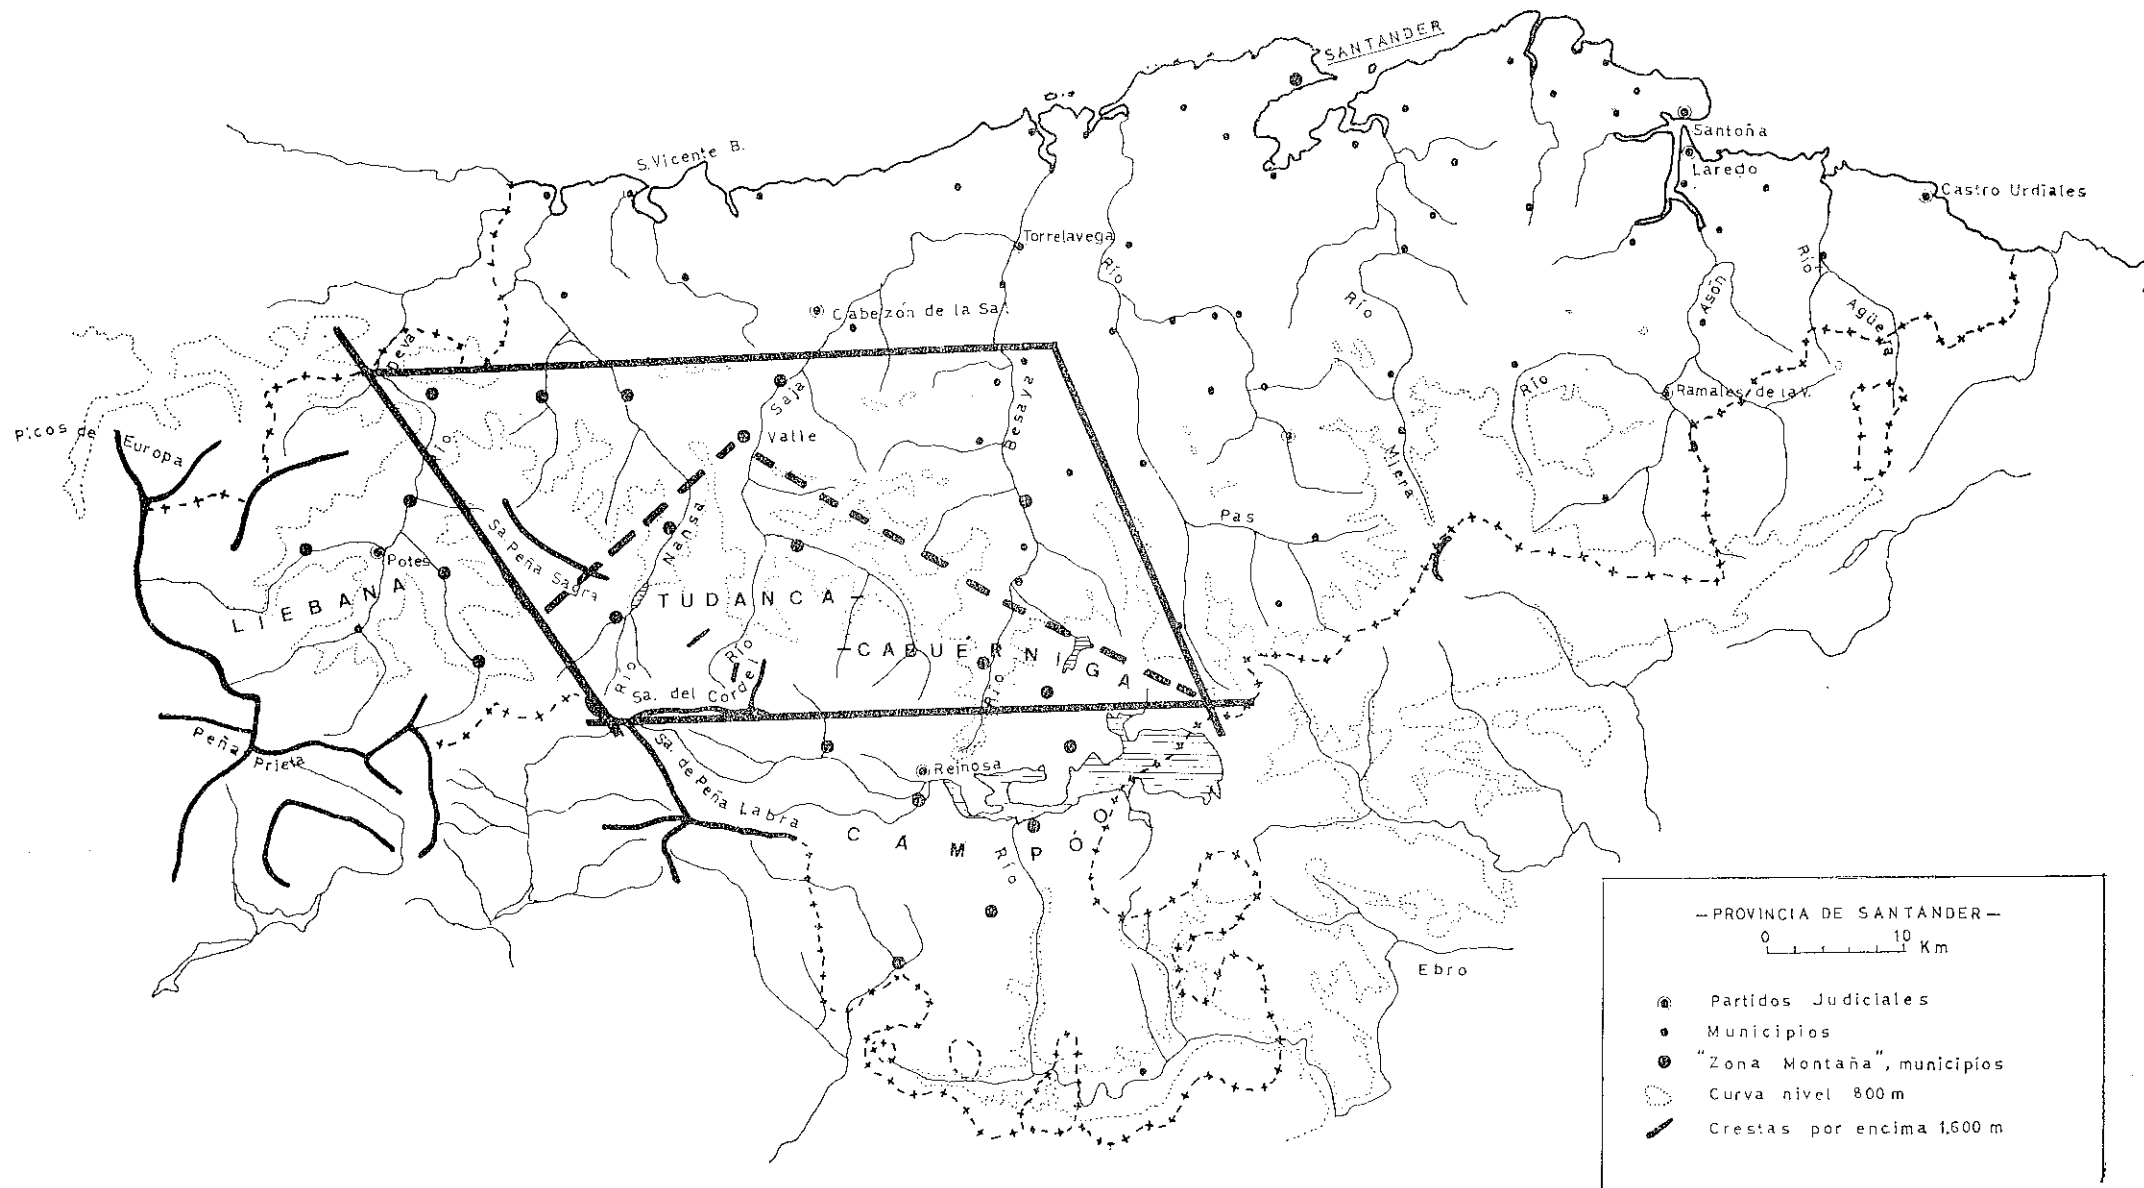 SANTANDER
Santoña
S. Vicente B.
Laredo
Castro Urdiales
Torrelavega
Río
Río
Río
Asón
Agüera
Cabezón de la Sal.
Deva
Saja
Besaya
Río
Ramales de la V.
Picos de Europa
Valle
Río
Miera
Nansa
Pas
Sa. Peña Sagra
Potes
LIEBANA
TUDANCA-
-CABUÉRNIGA
Río
Río
Río
Sa. del Cordel
Peña Prieta
Sa. de Peña Labra
Reinosa
CAMPÓO
Río
Ebro
-PROVINCIA DE SANTANDER-
0 10 Km
Partidos Judiciales
Municipios
"Zona Montaña", municipios
Curva nivel 800 m
Crestas por encima 1.600 m